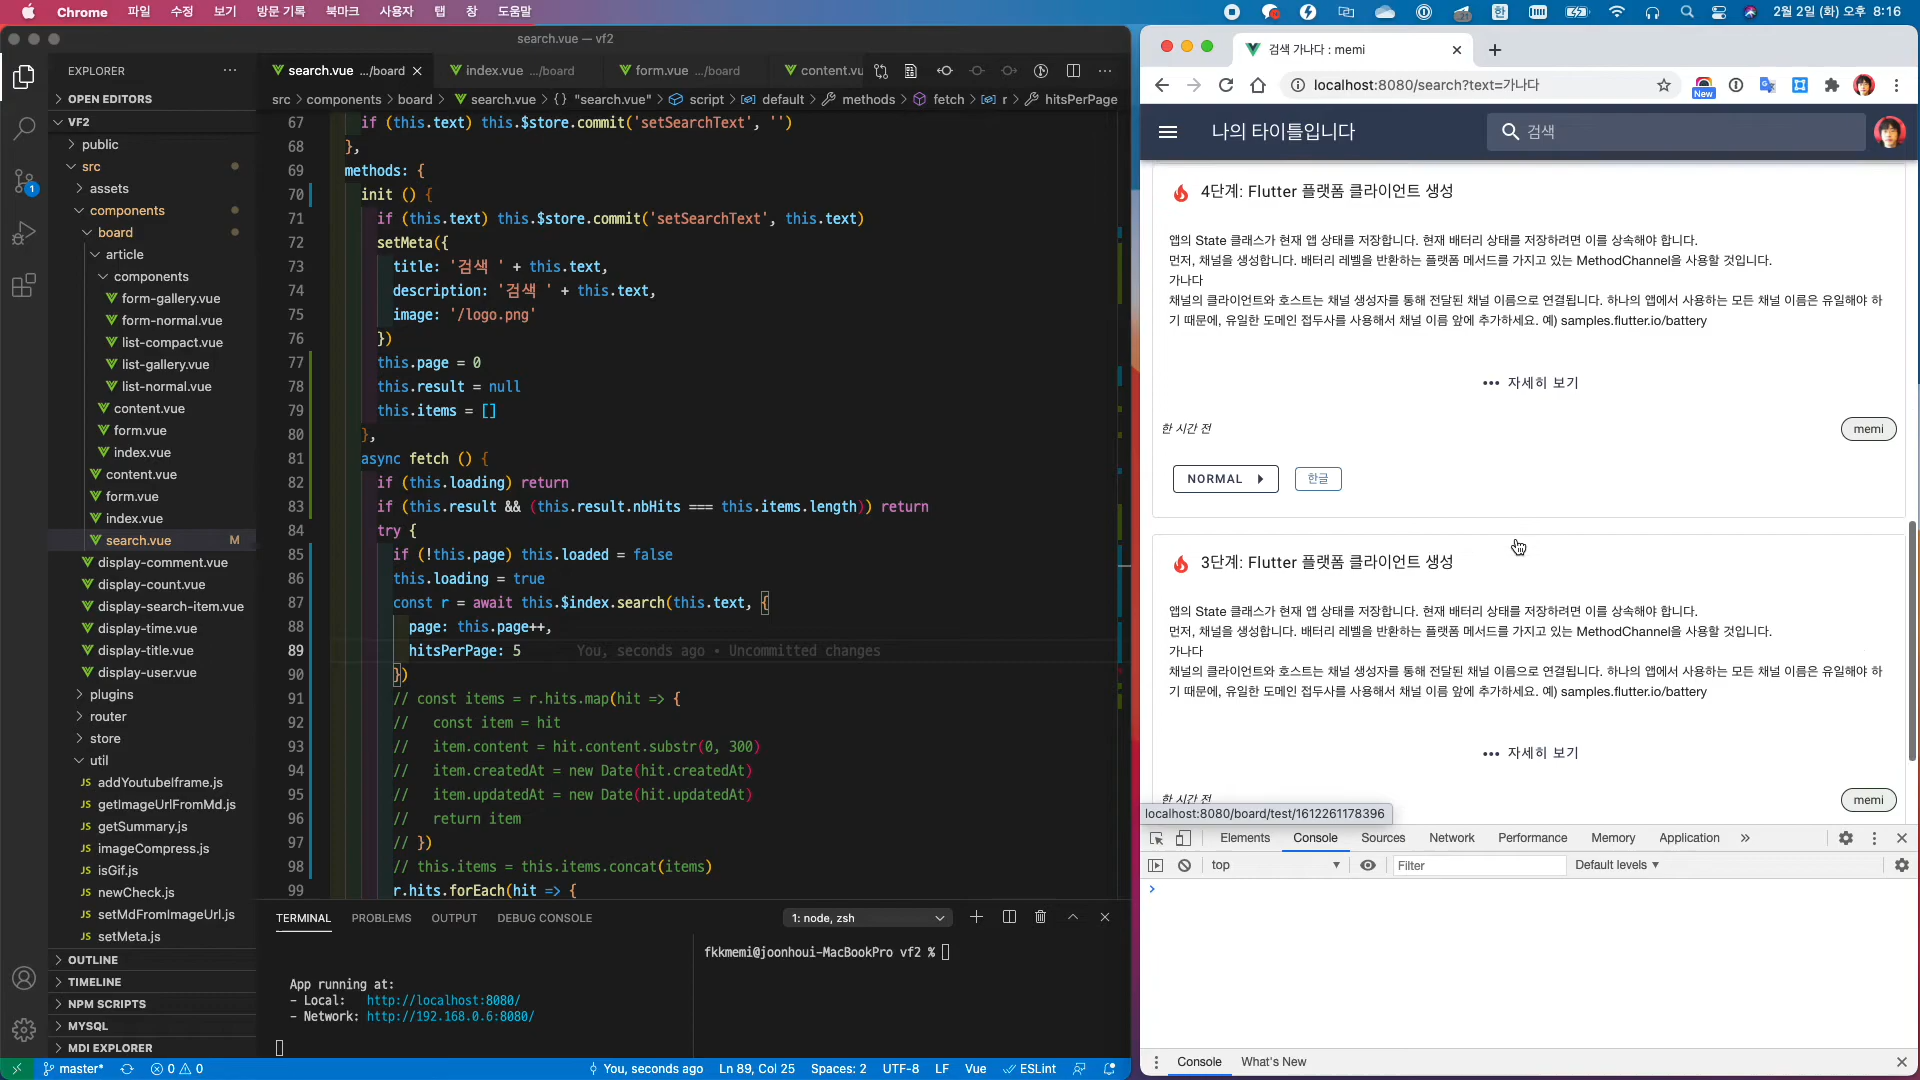 Chrome 파일 수정 보기 방문 기록 북마크 사용자 탭 창 도움말
2월 2일 (화) 오후 8:16
search.vue — vf2
EXPLORER
OPEN EDITORS
VF2
public
src
assets
components
board
article
components
form-gallery.vue
form-normal.vue
list-compact.vue
list-gallery.vue
list-normal.vue
content.vue
form.vue
index.vue
content.vue
form.vue
index.vue
search.vue M
display-comment.vue
display-count.vue
display-search-item.vue
display-time.vue
display-title.vue
display-user.vue
plugins
router
store
util
JS addYoutubeIframe.js
JS getImageUrlFromMd.js
JS getSummary.js
JS imageCompress.js
JS isGif.js
JS newCheck.js
JS setMdFromImageUrl.js
JS setMeta.js
OUTLINE
TIMELINE
NPM SCRIPTS
MYSQL
MDI EXPLORER
1
search.vue .../board index.vue .../board form.vue .../board content.vu
src > components > board > search.vue > {} "search.vue" > script > default > methods > fetch > r > hitsPerPage
67 if (this.text) this.$store.commit('setSearchText', '')
68 },
69 methods: {
70 init () {
71 if (this.text) this.$store.commit('setSearchText', this.text)
72 setMeta({
73 title: '검색 ' + this.text,
74 description: '검색 ' + this.text,
75 image: '/logo.png'
76 })
77 this.page = 0
78 this.result = null
79 this.items = []
80 },
81 async fetch () {
82 if (this.loading) return
83 if (this.result && (this.result.nbHits === this.items.length)) return
84 try {
85 if (!this.page) this.loaded = false
86 this.loading = true
87 const r = await this.$index.search(this.text, {
88 page: this.page++,
89 hitsPerPage: 5 You, seconds ago • Uncommitted changes
90 })
91 // const items = r.hits.map(hit => {
92 // const item = hit
93 // item.content = hit.content.substr(0, 300)
94 // item.createdAt = new Date(hit.createdAt)
95 // item.updatedAt = new Date(hit.updatedAt)
96 // return item
97 // })
98 // this.items = this.items.concat(items)
99 r.hits.forEach(hit => {
TERMINAL PROBLEMS OUTPUT DEBUG CONSOLE 1: node, zsh
App running at:
- Local: http://localhost:8080/
- Network: http://192.168.0.6:8080/
fkkmemi@joonhoui-MacBookPro vf2 %
master* 0 0 You, seconds ago Ln 89, Col 25 Spaces: 2 UTF-8 LF Vue ESLint
검색 가나다 : memi
localhost:8080/search?text=가나다
New
나의 타이틀입니다 검색
4단계: Flutter 플랫폼 클라이언트 생성
앱의 State 클래스가 현재 앱 상태를 저장합니다. 현재 배터리 상태를 저장하려면 이를 상속해야 합니다.
먼저, 채널을 생성합니다. 배터리 레벨을 반환하는 플랫폼 메서드를 가지고 있는 MethodChannel을 사용할 것입니다.
가나다
채널의 클라이언트와 호스트는 채널 생성자를 통해 전달된 채널 이름으로 연결됩니다. 하나의 앱에서 사용하는 모든 채널 이름은 유일해야 하
기 때문에, 유일한 도메인 접두사를 사용해서 채널 이름 앞에 추가하세요. 예) samples.flutter.io/battery
••• 자세히 보기
한 시간 전 memi
NORMAL 한글
3단계: Flutter 플랫폼 클라이언트 생성
앱의 State 클래스가 현재 앱 상태를 저장합니다. 현재 배터리 상태를 저장하려면 이를 상속해야 합니다.
먼저, 채널을 생성합니다. 배터리 레벨을 반환하는 플랫폼 메서드를 가지고 있는 MethodChannel을 사용할 것입니다.
가나다
채널의 클라이언트와 호스트는 채널 생성자를 통해 전달된 채널 이름으로 연결됩니다. 하나의 앱에서 사용하는 모든 채널 이름은 유일해야 하
기 때문에, 유일한 도메인 접두사를 사용해서 채널 이름 앞에 추가하세요. 예) samples.flutter.io/battery
••• 자세히 보기
한 시간 전 memi
localhost:8080/board/test/1612261178396
Elements Console Sources Network Performance Memory Application
top Filter Default levels
Console What's New